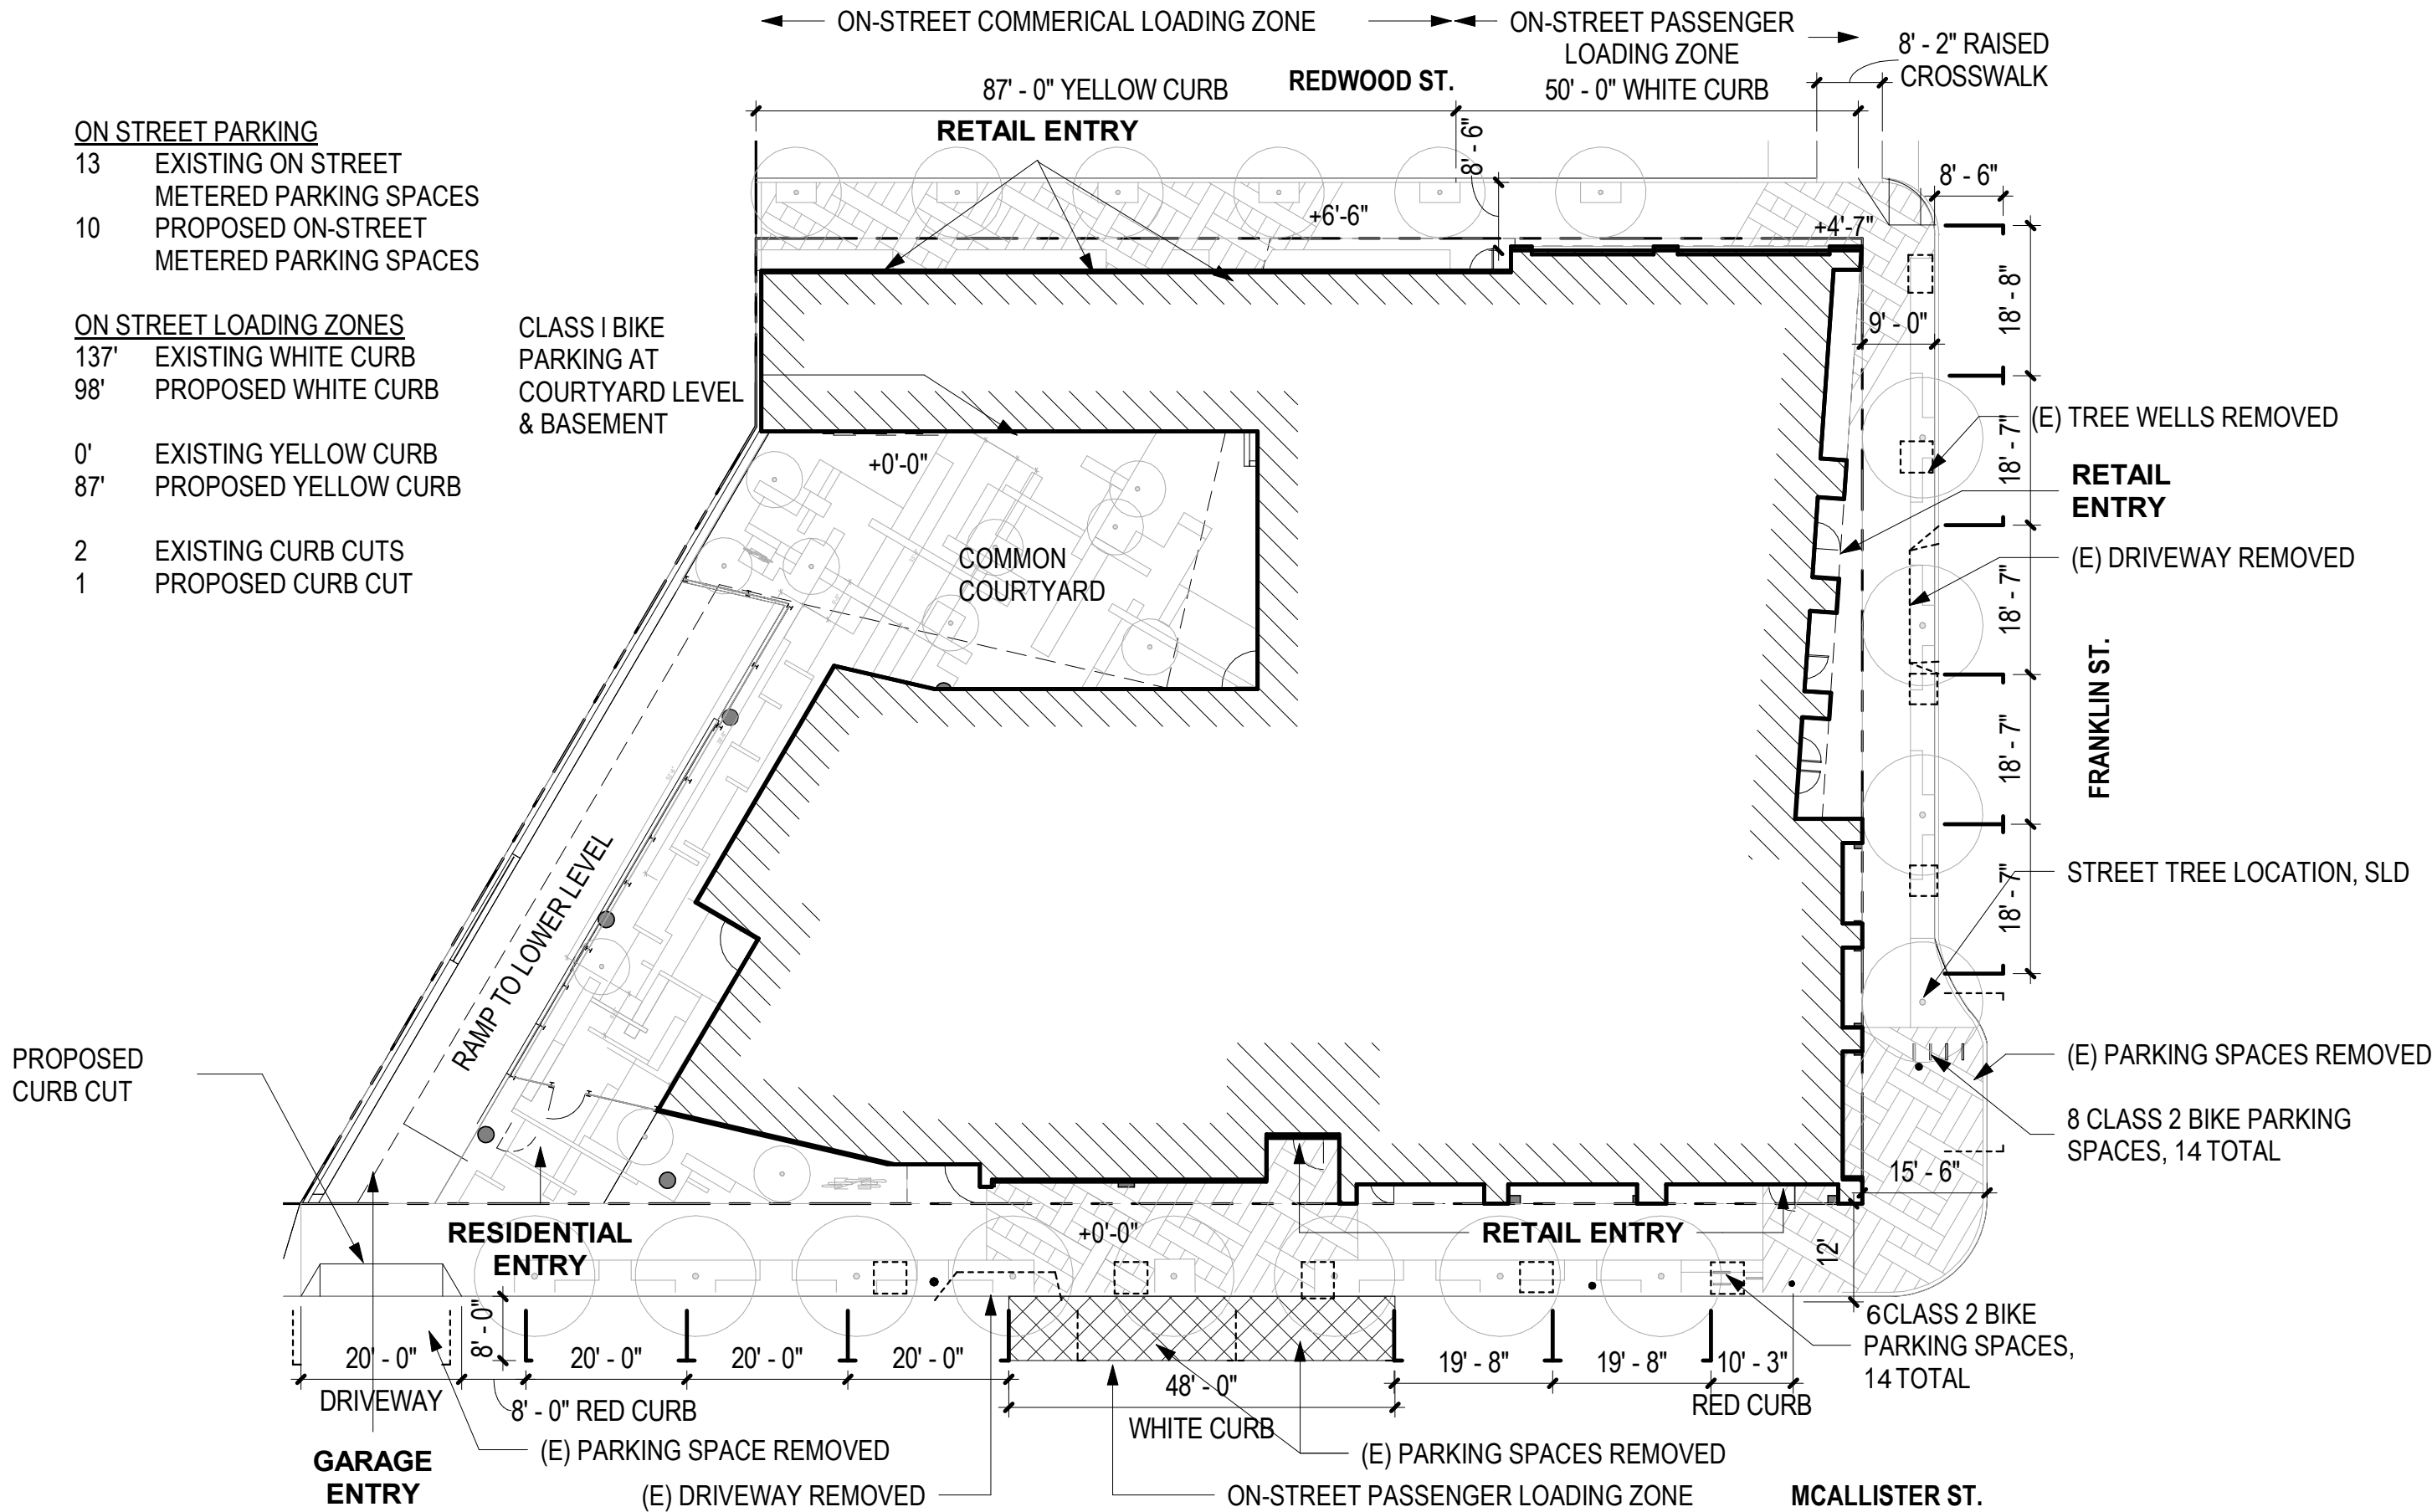 ON-STREET COMMERICAL LOADING ZONE
ON-STREET PASSENGER
LOADING ZONE
8' - 2" RAISED
CROSSWALK
87' - 0" YELLOW CURB
REDWOOD ST.
50' - 0" WHITE CURB
RETAIL ENTRY
8' - 6"
8' - 6"
+6'-6"
+4'-7"
ON STREET PARKING
13 EXISTING ON STREET
METERED PARKING SPACES
10 PROPOSED ON-STREET
METERED PARKING SPACES
ON STREET LOADING ZONES
137' EXISTING WHITE CURB
98' PROPOSED WHITE CURB
0' EXISTING YELLOW CURB
87' PROPOSED YELLOW CURB
2 EXISTING CURB CUTS
1 PROPOSED CURB CUT
CLASS I BIKE
PARKING AT
COURTYARD LEVEL
& BASEMENT
+0'-0"
COMMON
COURTYARD
9' - 0"
18' - 8"
18' - 7"
18' - 7"
18' - 7"
18' - 7"
(E) TREE WELLS REMOVED
RETAIL
ENTRY
(E) DRIVEWAY REMOVED
FRANKLIN ST.
STREET TREE LOCATION, SLD
(E) PARKING SPACES REMOVED
8 CLASS 2 BIKE PARKING
SPACES, 14 TOTAL
15' - 6"
12'
RAMP TO LOWER LEVEL
PROPOSED
CURB CUT
RESIDENTIAL
ENTRY
+0'-0"
RETAIL ENTRY
6 CLASS 2 BIKE
PARKING SPACES,
14 TOTAL
8' - 0"
20' - 0"
20' - 0"
20' - 0"
20' - 0"
48' - 0"
19' - 8"
19' - 8"
10' - 3"
DRIVEWAY
8' - 0" RED CURB
WHITE CURB
RED CURB
GARAGE
ENTRY
(E) PARKING SPACE REMOVED
(E) PARKING SPACES REMOVED
(E) DRIVEWAY REMOVED
ON-STREET PASSENGER LOADING ZONE
MCALLISTER ST.